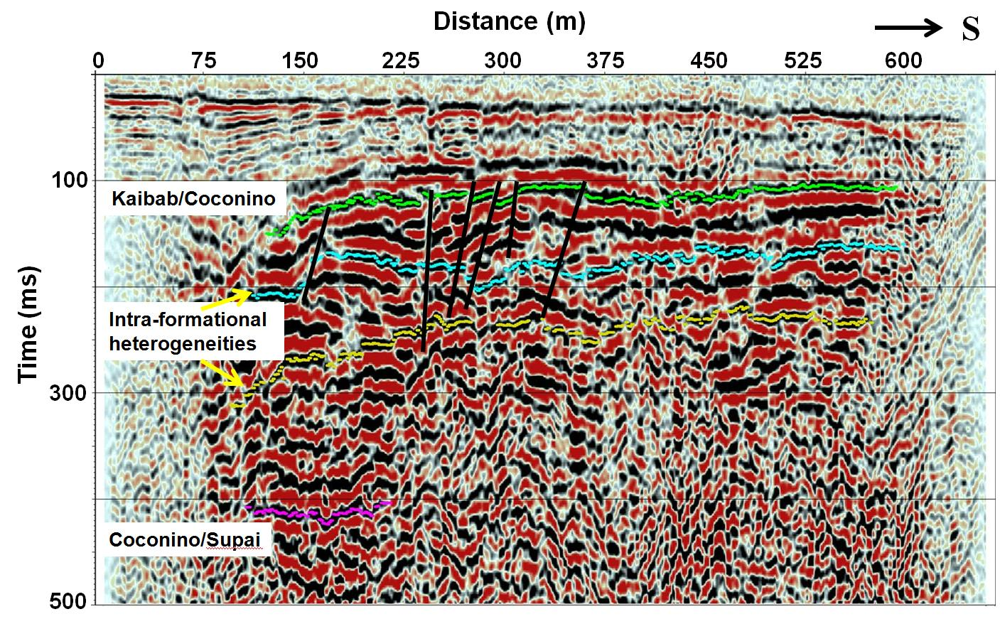 Distance (m)
S
0 75 150 225 300 375 450 525 600
100
Kaibab/Coconino
Time (ms)
Intra-formational
heterogeneities
300
Coconino/Supai
500